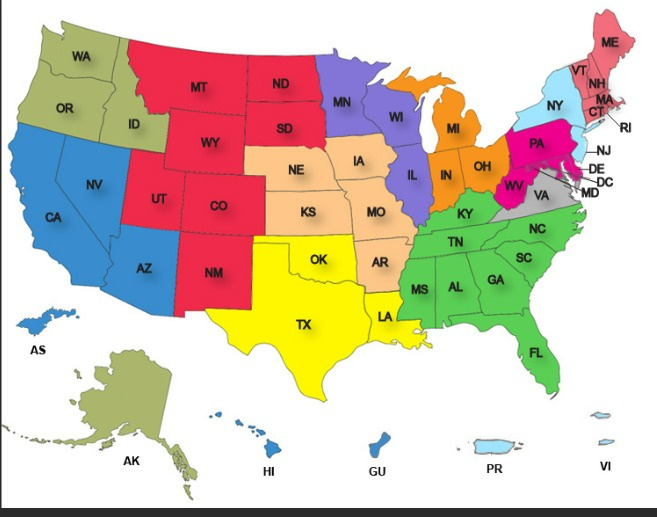 WA
OR
ID
MT
WY
ND
SD
UT
CO
NM
CA
NV
AZ
NE
KS
IA
MO
AR
OK
TX
LA
MN
WI
IL
MI
IN
OH
KY
TN
MS
AL
GA
NC
SC
FL
VA
WV
PA
NY
VT
NH
ME
MA
CT
RI
NJ
DE
DC
MD
AS
AK
HI
GU
PR
VI